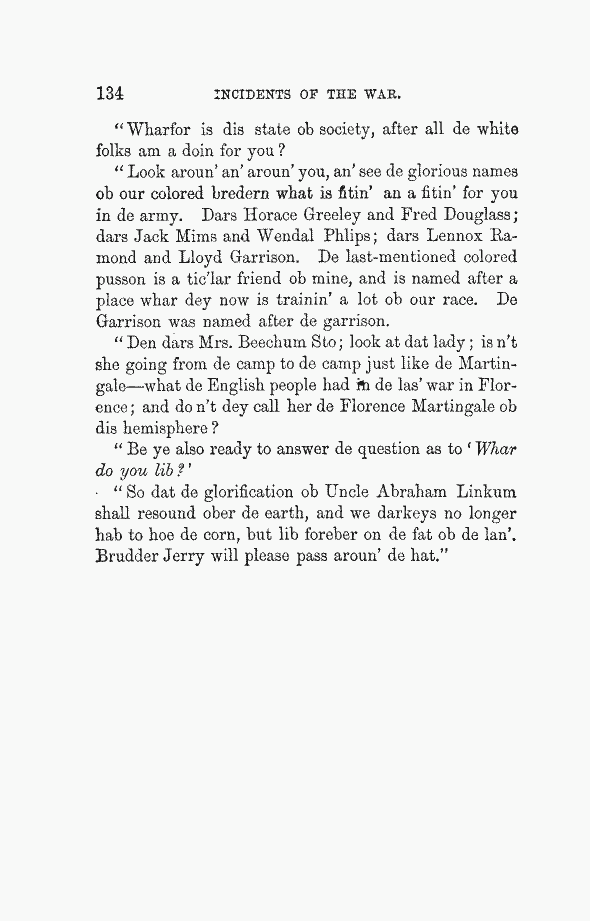 134 INCIDENTS OF THE WAR.
"Wharfor is dis state ob society, after all de white
folks am a doin for you?
"Look aroun' an' aroun' you, an' see de glorious names
ob our colored bredern what is fitin' an a fitin' for you
in de army. Dars Horace Greeley and Fred Douglass;
dars Jack Mims and Wendal Phlips; dars Lennox Ra-
mond and Lloyd Garrison. De last-mentioned colored
pusson is a tic'lar friend ob mine, and is named after a
place whar dey now is trainin' a lot ob our race. De
Garrison was named after de garrison.
"Den dars Mrs. Beechum Sto; look at dat lady; is n't
she going from de camp to de camp just like de Martin-
gale—what de English people had in de las' war in Flor-
ence; and do n't dey call her de Florence Martingale ob
dis hemisphere?
"Be ye also ready to answer de question as to 'Whar
do you lib?'
"So dat de glorification ob Uncle Abraham Linkum
shall resound ober de earth, and we darkeys no longer
hab to hoe de corn, but lib foreber on de fat ob de lan'.
Brudder Jerry will please pass aroun' de hat."